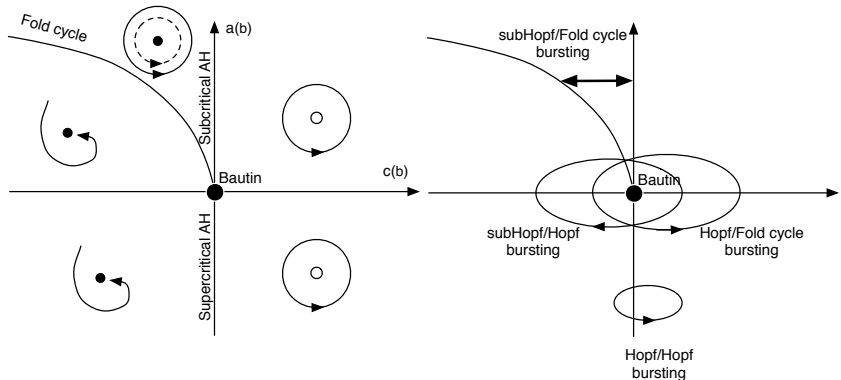 Fold cycle
a(b)
Subcritical AH
Bautin
c(b)
Supercritical AH
subHopf/Fold cycle
bursting
Bautin
subHopf/Hopf
bursting
Hopf/Fold cycle
bursting
Hopf/Hopf
bursting